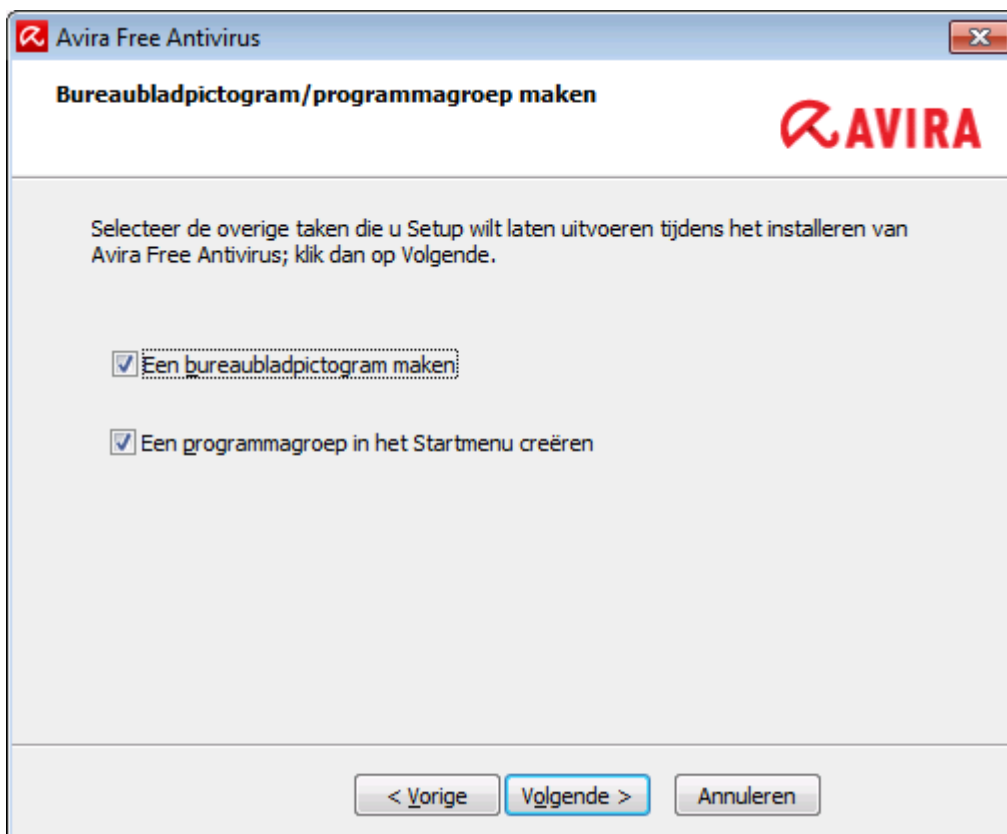 Avira Free Antivirus
Bureaubladpictogram/programmagroep maken
AVIRA
Selecteer de overige taken die u Setup wilt laten uitvoeren tijdens het installeren van
Avira Free Antivirus; klik dan op Volgende.
Een bureaubladpictogram maken
Een programmagroep in het Startmenu creëren
< Vorige
Volgende >
Annuleren